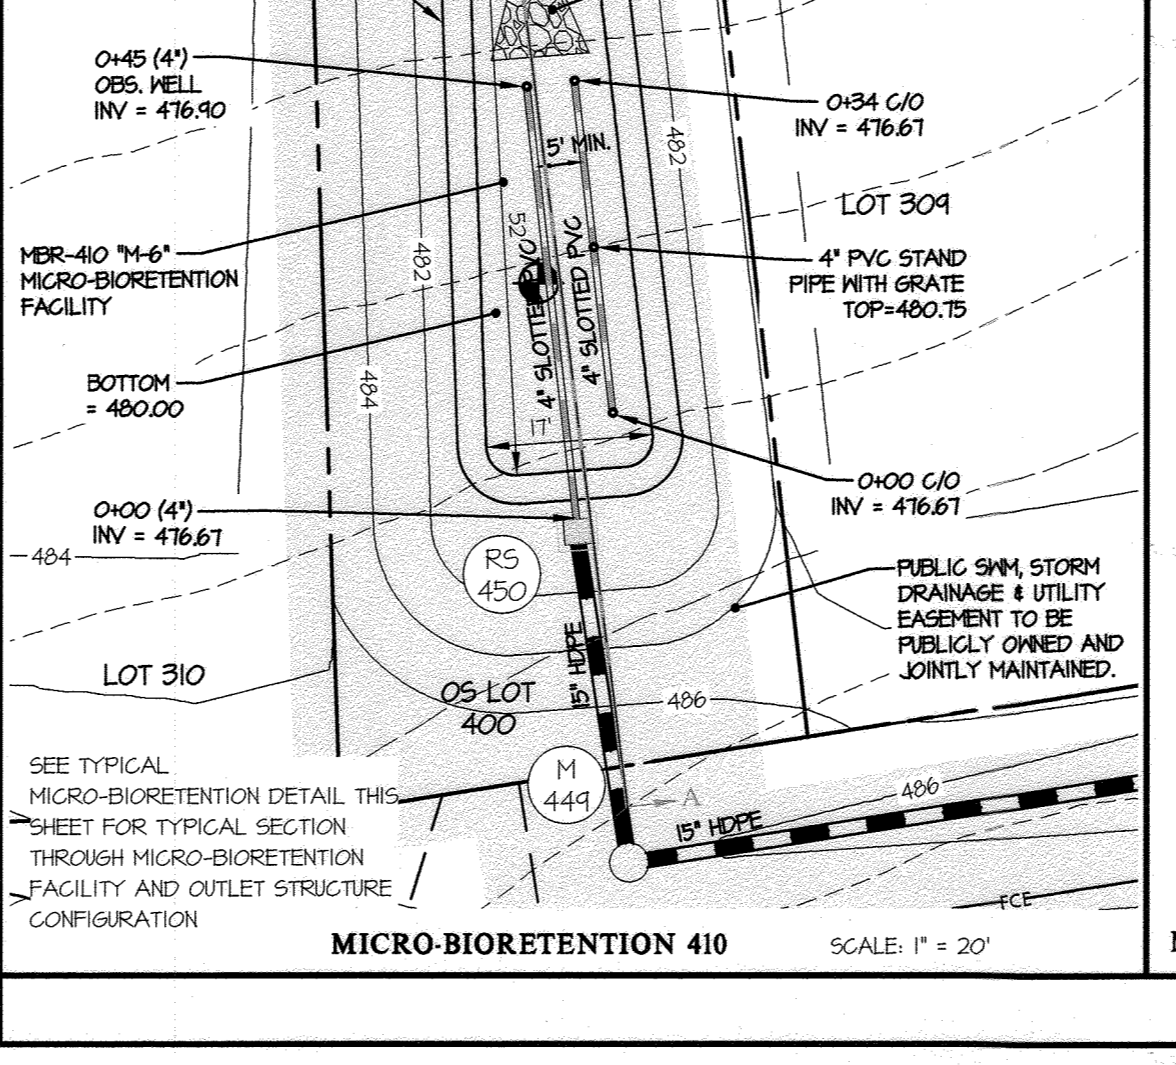 0+45 (4")
OBS. WELL
INV = 476.90
0+34 C/O
INV = 476.67
5' MIN.
482
LOT 309
52'
MBR-410 "M-6"
MICRO-BIORETENTION
FACILITY
482
4" SLOTTED PVC
4" SLOTTED PVC
4" PVC STAND
PIPE WITH GRATE
TOP=480.75
BOTTOM
= 480.00
484
17'
0+00 C/O
INV = 476.67
0+00 (4")
INV = 476.67
484
RS
450
PUBLIC SWM, STORM
DRAINAGE & UTILITY
EASEMENT TO BE
PUBLICLY OWNED AND
JOINTLY MAINTAINED.
15" HDPE
LOT 310
OS LOT
400
486
M
449
A
486
15" HDPE
SEE TYPICAL
MICRO-BIORETENTION DETAIL THIS
SHEET FOR TYPICAL SECTION
THROUGH MICRO-BIORETENTION
FACILITY AND OUTLET STRUCTURE
CONFIGURATION
FCE
MICRO-BIORETENTION 410
SCALE: 1" = 20'